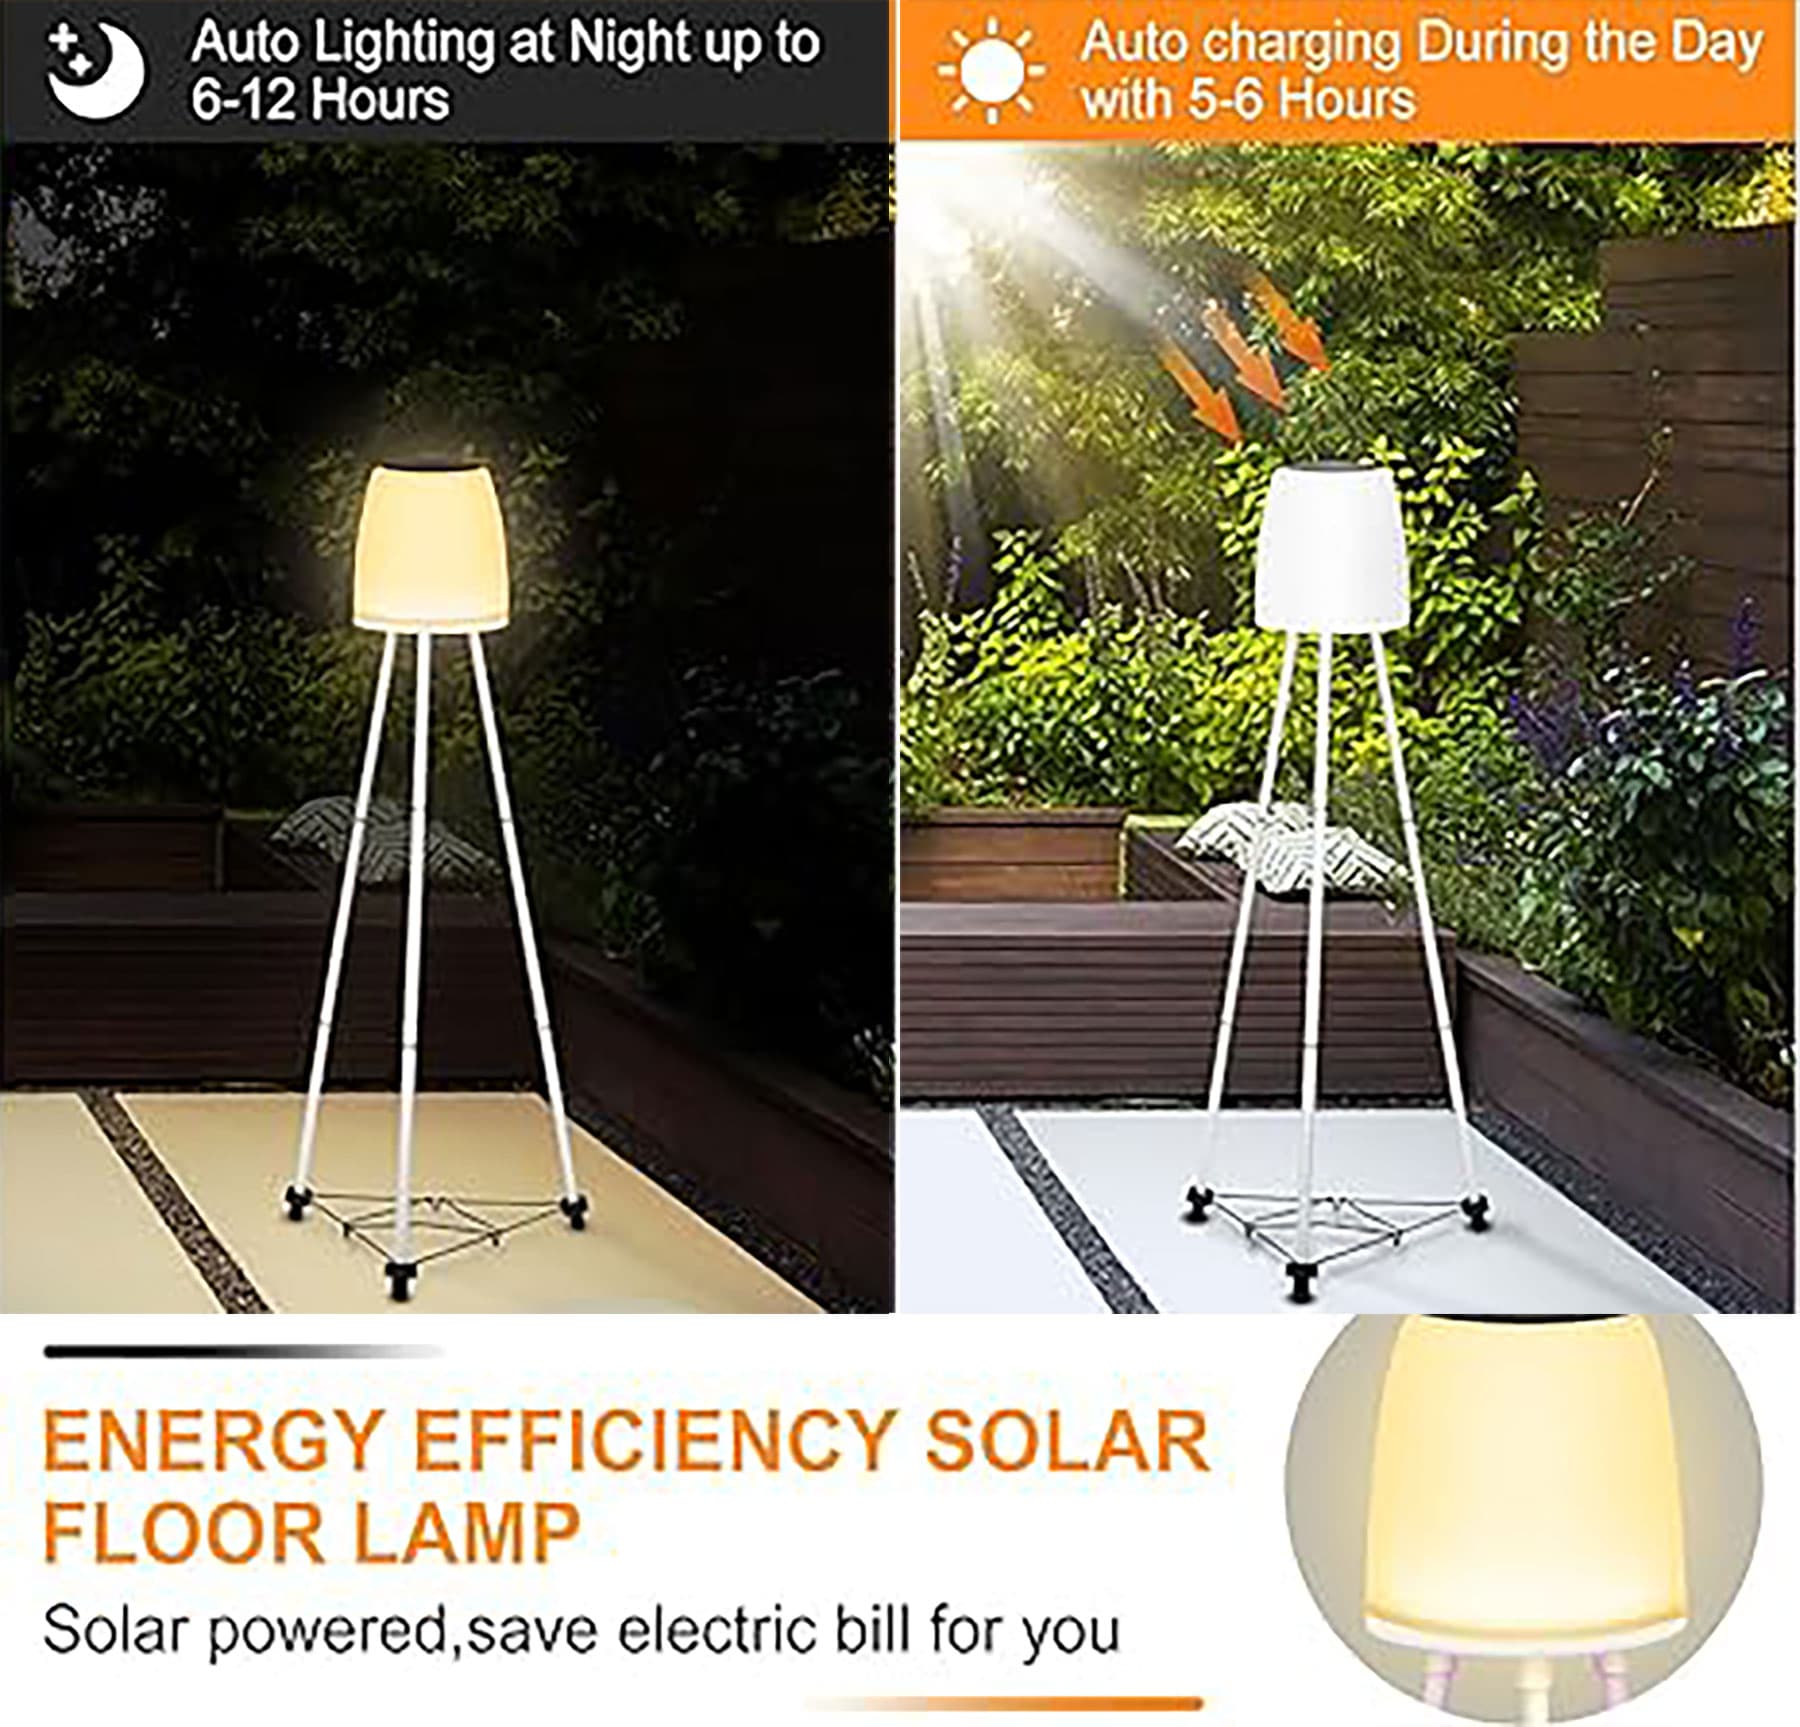 Auto Lighting at Night up to
6-12 Hours
Auto charging During the Day
with 5-6 Hours
ENERGY EFFICIENCY SOLAR
FLOOR LAMP
Solar powered,save electric bill for you